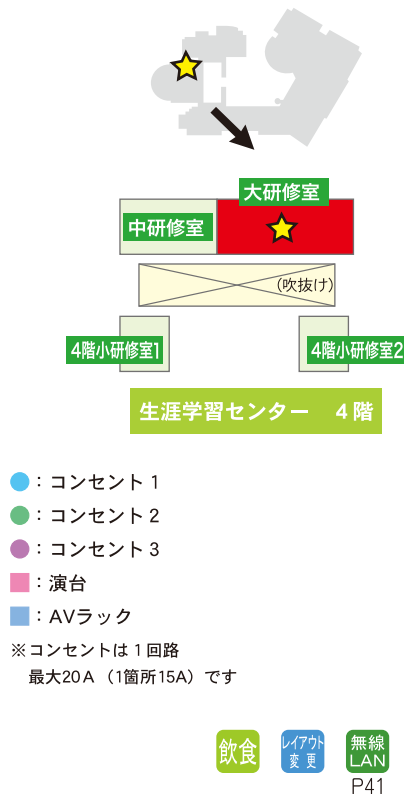 大研修室
中研修室
(吹抜け)
4階小研修室1
4階小研修室2
生涯学習センター　4階
：コンセント1
：コンセント2
：コンセント3
：演台
：AVラック
※コンセントは1回路
最大20A（1箇所15A）です
飲食
レイアウト
変更
無線
LAN
P41